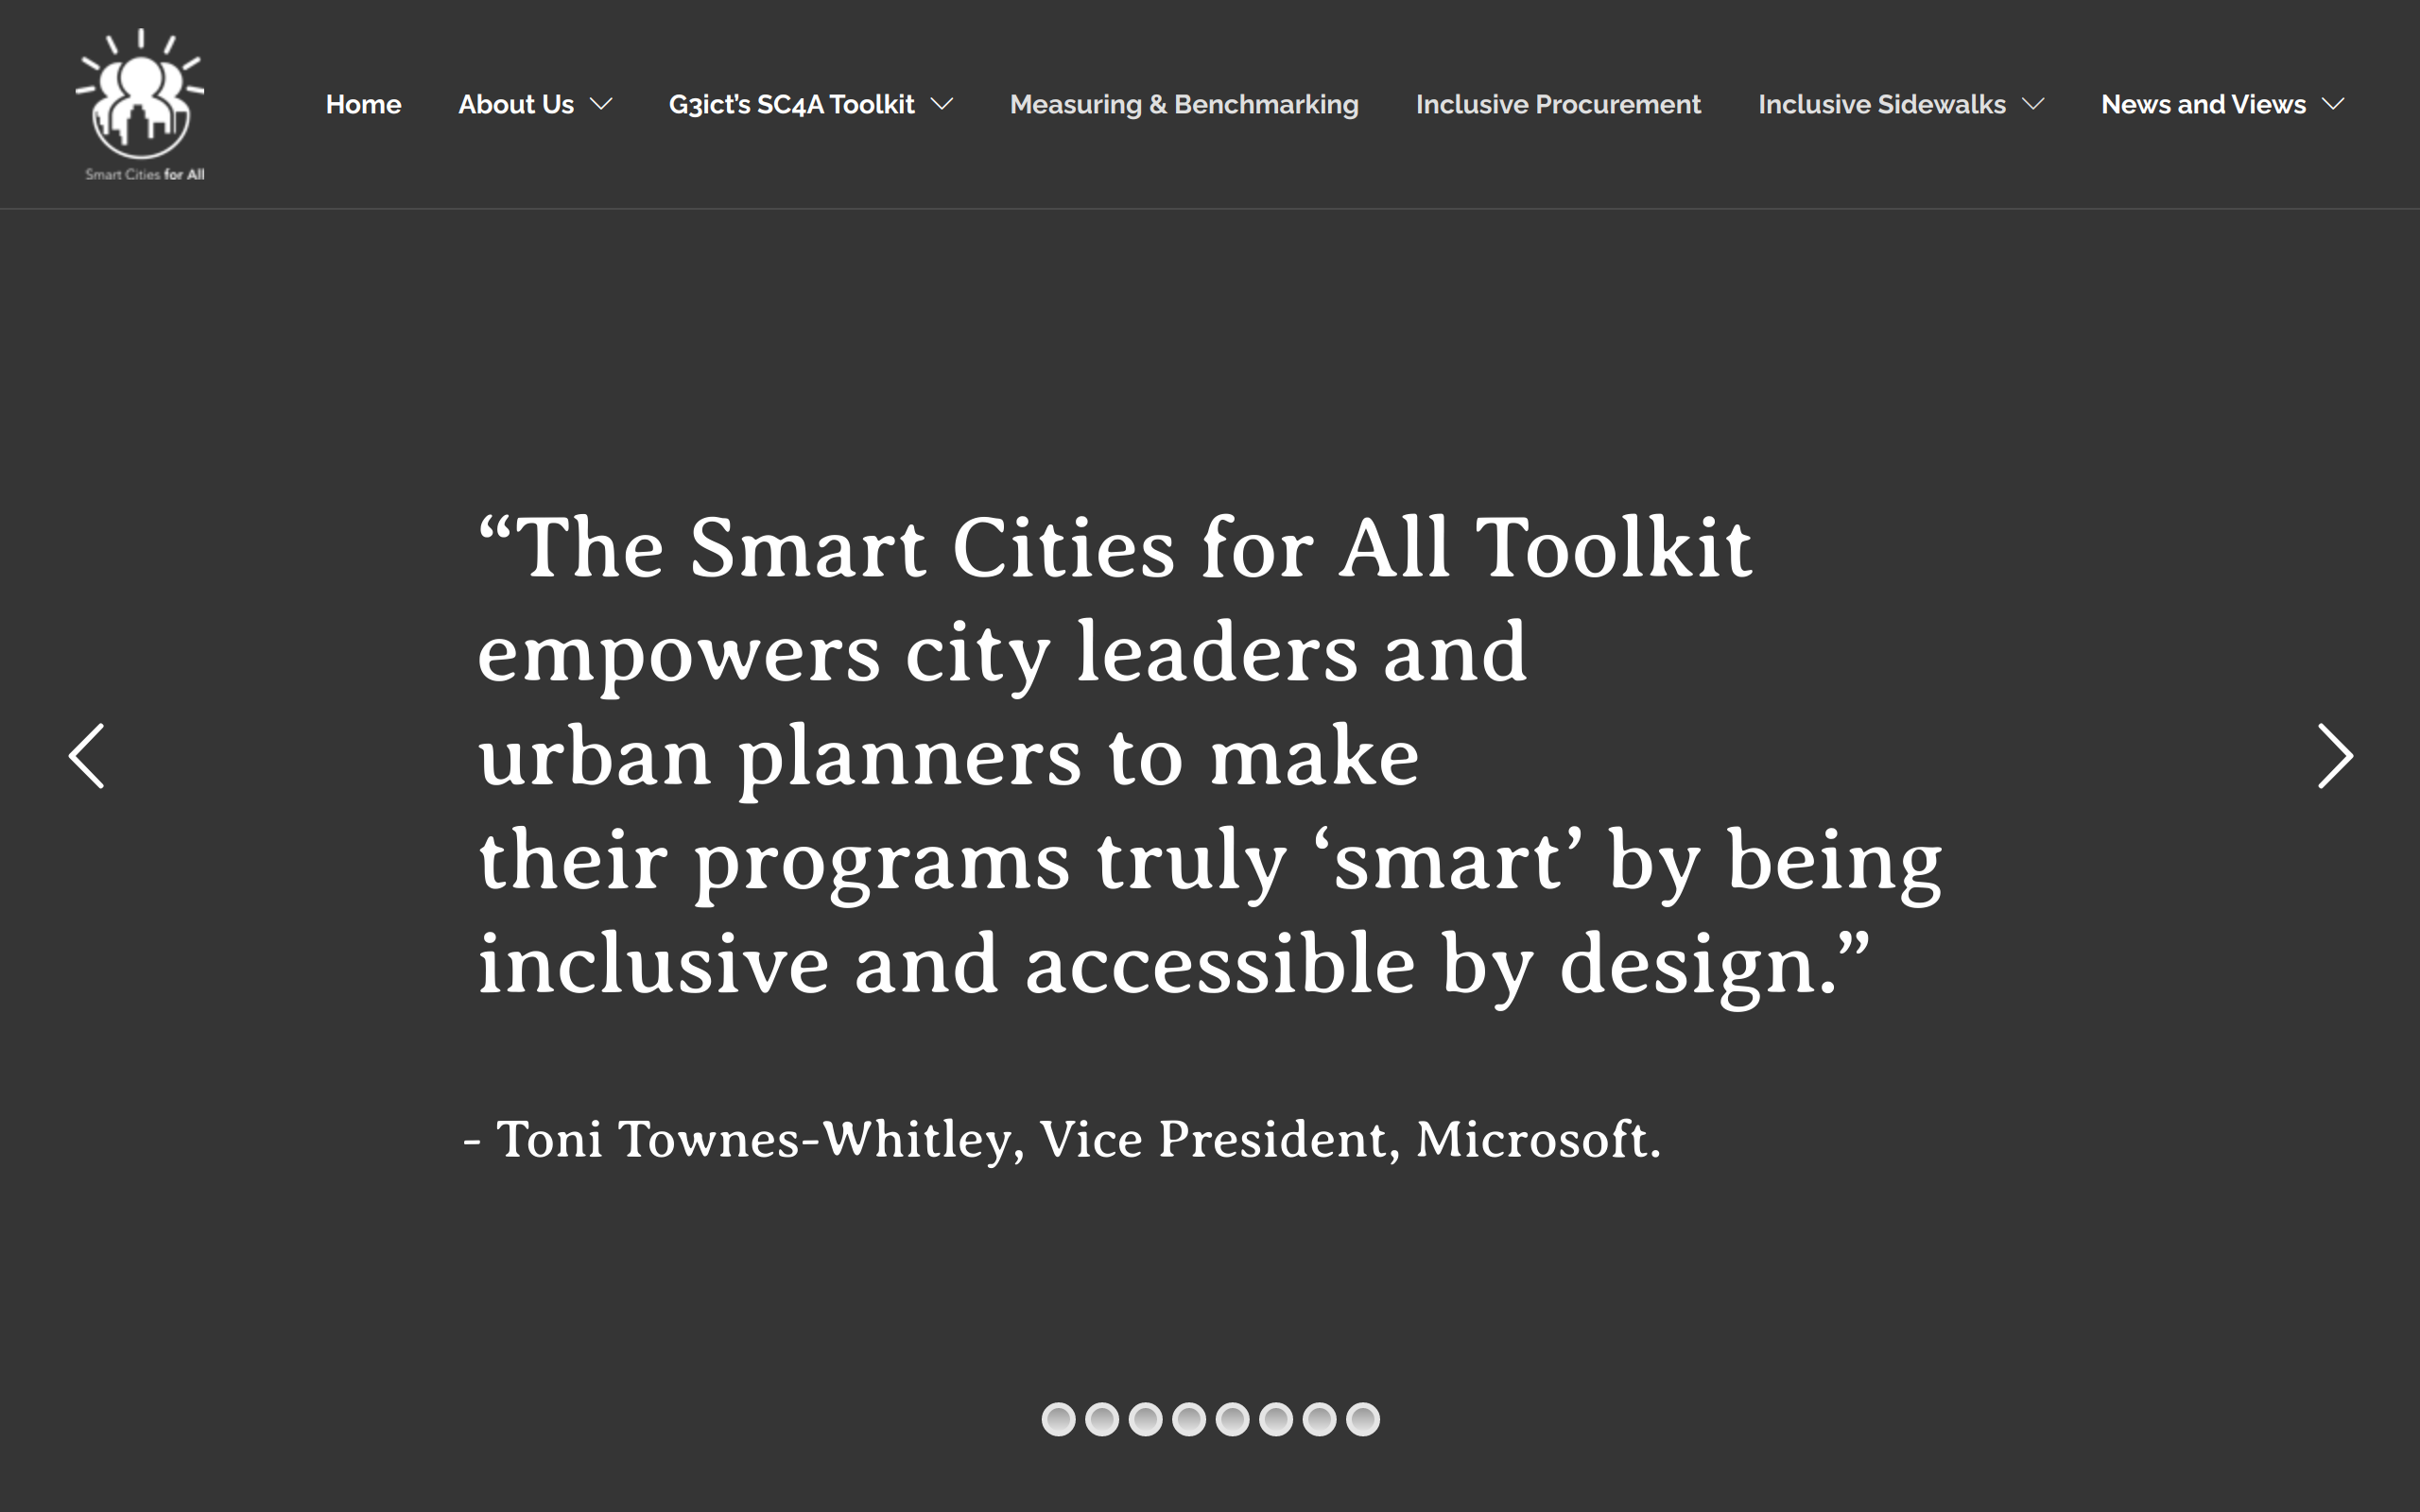 Smart Cities for All
Home
About Us
G3ict's SC4A Toolkit
Measuring & Benchmarking
Inclusive Procurement
Inclusive Sidewalks
News and Views
“The Smart Cities for All Toolkit
empowers city leaders and
urban planners to make
their programs truly ‘smart’ by being
inclusive and accessible by design.”
- Toni Townes-Whitley, Vice President, Microsoft.